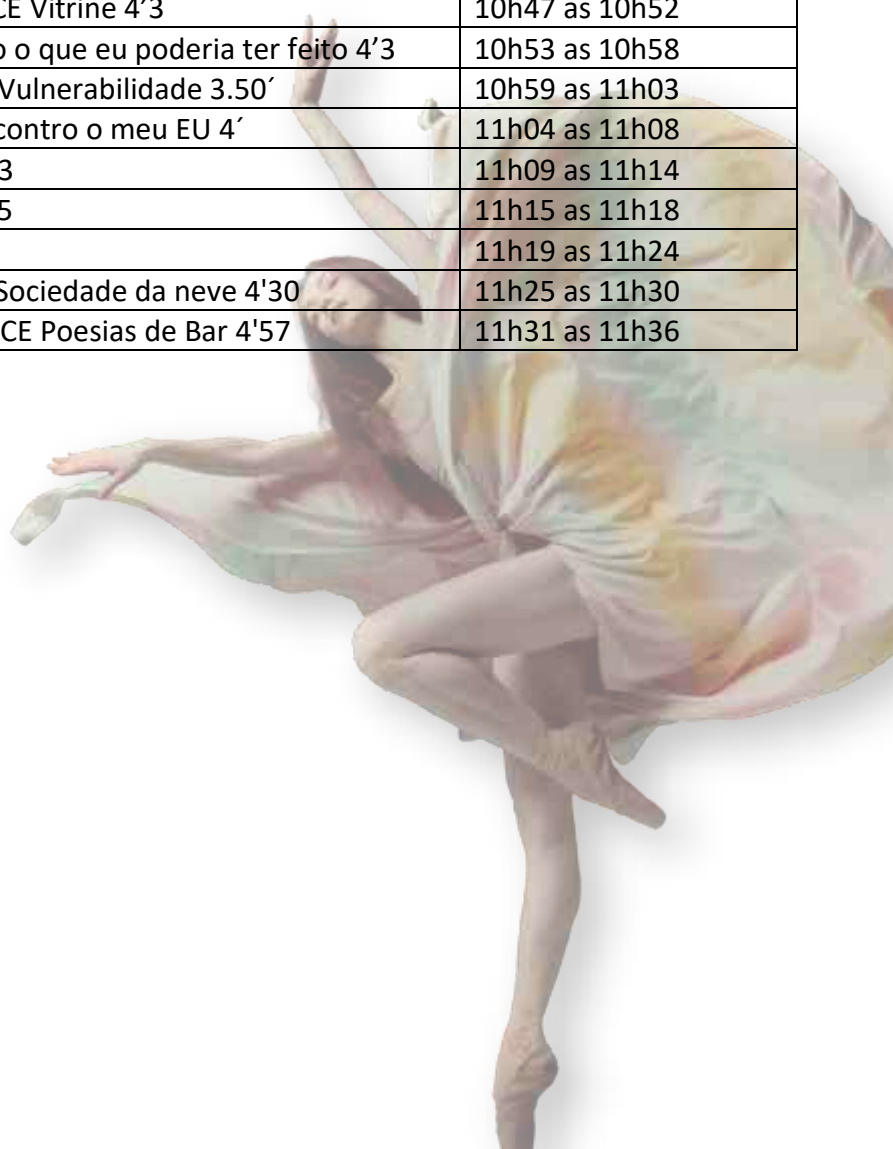 CE Vitrine 4’3 10h47 as 10h52
o que eu poderia ter feito 4’3 10h53 as 10h58
Vulnerabilidade 3.50´ 10h59 as 11h03
contro o meu EU 4´ 11h04 as 11h08
3 11h09 as 11h14
5 11h15 as 11h18
11h19 as 11h24
Sociedade da neve 4'30 11h25 as 11h30
CE Poesias de Bar 4'57 11h31 as 11h36